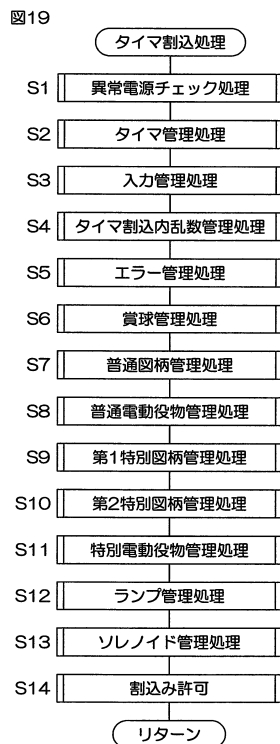 図19
タイマ割込処理
S1 異常電源チェック処理
S2 タイマ管理処理
S3 入力管理処理
S4 タイマ割込内乱数管理処理
S5 エラー管理処理
S6 賞球管理処理
S7 普通図柄管理処理
S8 普通電動役物管理処理
S9 第1特別図柄管理処理
S10 第2特別図柄管理処理
S11 特別電動役物管理処理
S12 ランプ管理処理
S13 ソレノイド管理処理
S14 割込み許可
リターン